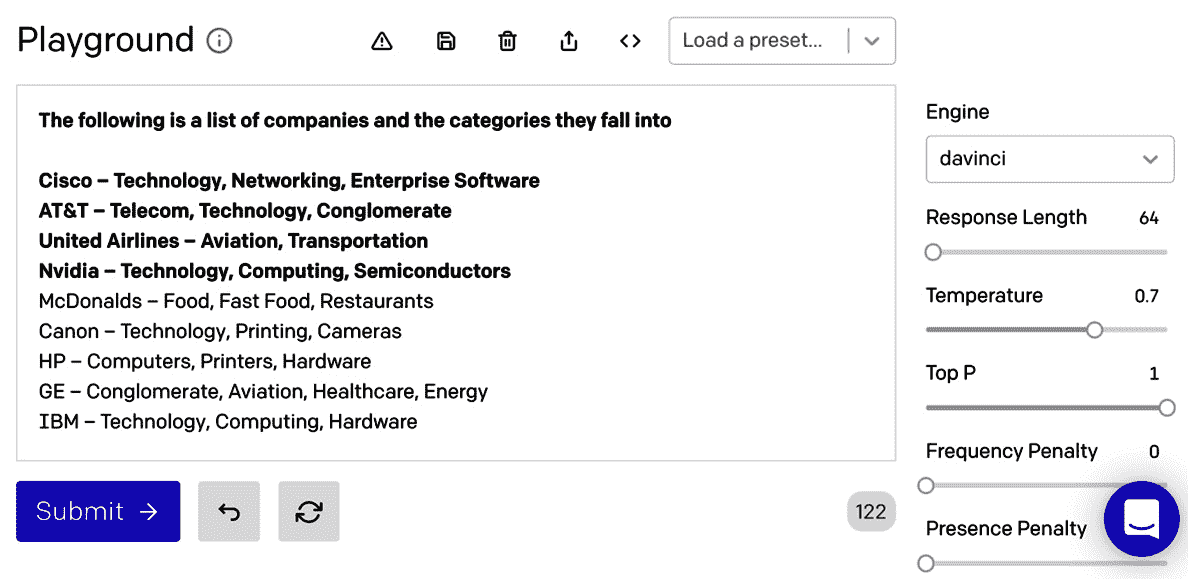 Playground
Load a preset...
The following is a list of companies and the categories they fall into
Cisco – Technology, Networking, Enterprise Software
AT&T – Telecom, Technology, Conglomerate
United Airlines – Aviation, Transportation
Nvidia – Technology, Computing, Semiconductors
McDonalds – Food, Fast Food, Restaurants
Canon – Technology, Printing, Cameras
HP – Computers, Printers, Hardware
GE – Conglomerate, Aviation, Healthcare, Energy
IBM – Technology, Computing, Hardware
Submit →
122
Engine
davinci
Response Length 64
Temperature 0.7
Top P 1
Frequency Penalty 0
Presence Penalty